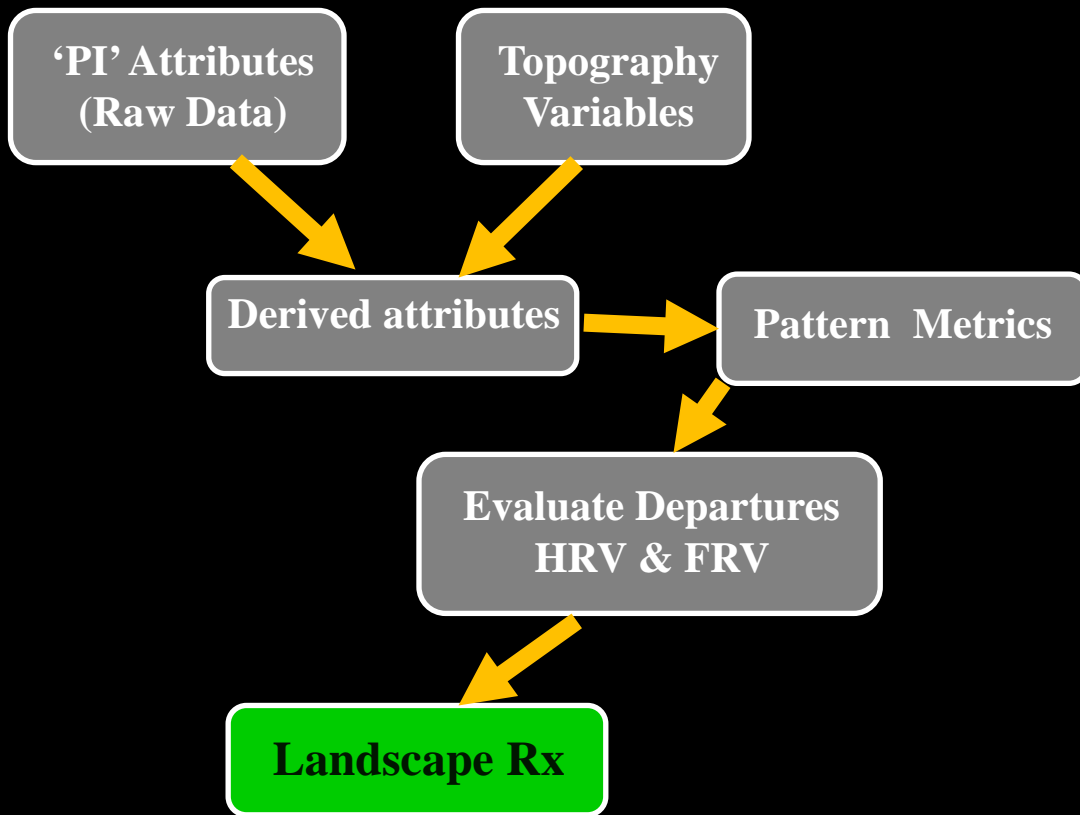 ‘PI’ Attributes
(Raw Data)
Topography
Variables
Derived attributes
Pattern  Metrics
Evaluate Departures
HRV & FRV
Landscape Rx